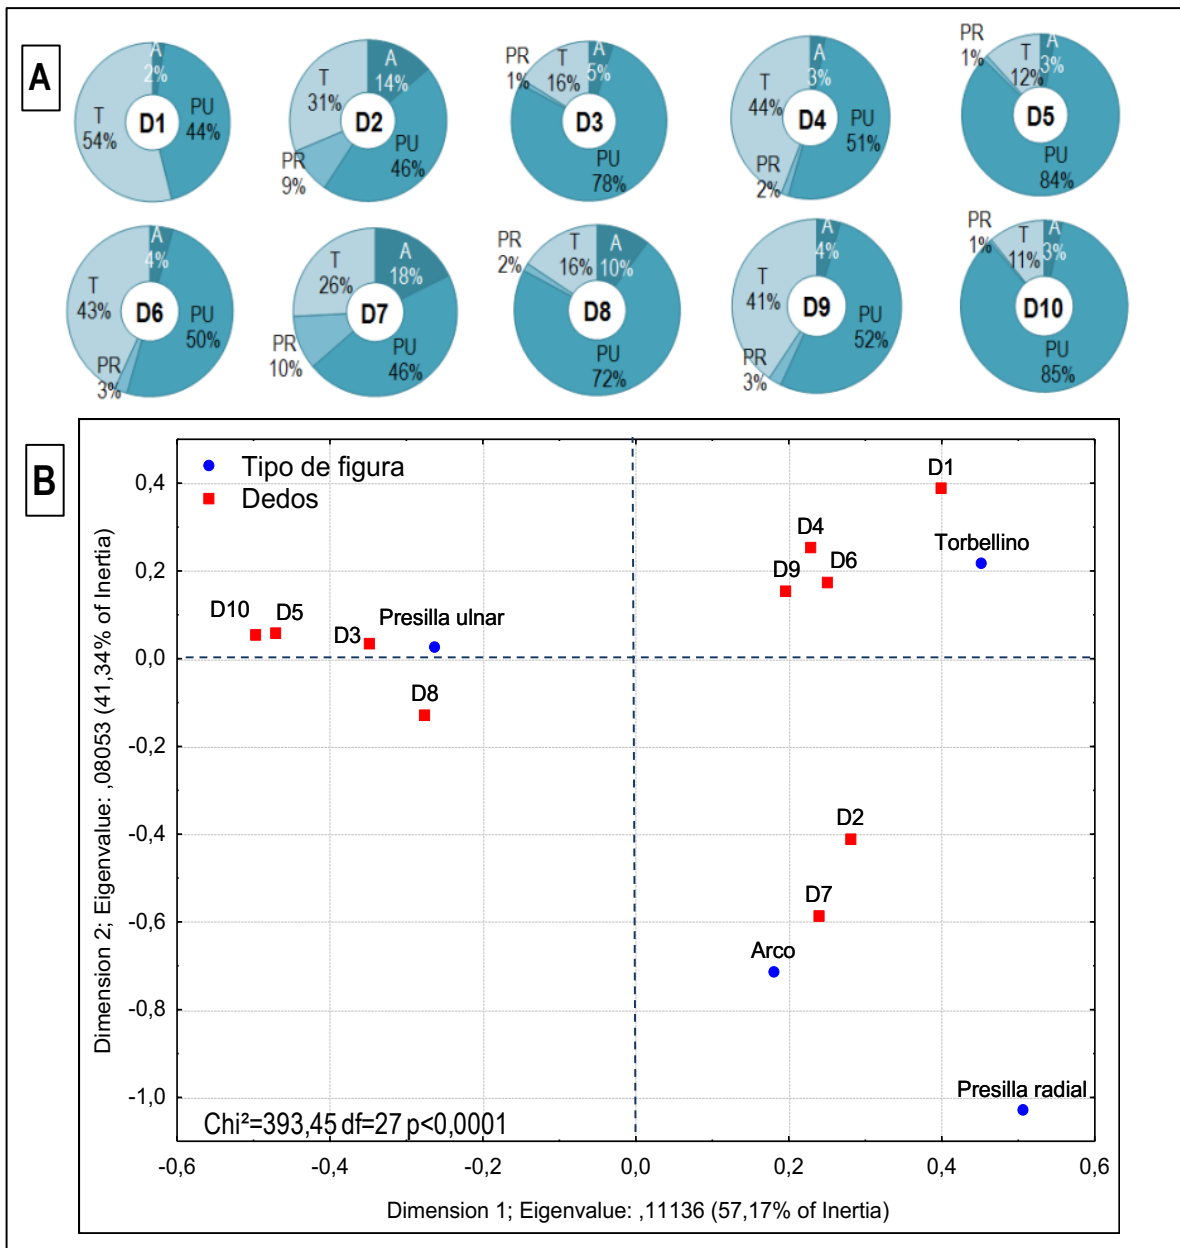 A
A
2%
PU
44%
T
54%
D1
A
14%
PU
46%
PR
9%
T
31%
D2
A
5%
PU
78%
PR
1%
T
16%
D3
A
3%
PU
51%
PR
2%
T
44%
D4
A
3%
PU
84%
PR
1%
T
12%
D5
A
4%
PU
50%
PR
3%
T
43%
D6
A
18%
PU
46%
PR
10%
T
26%
D7
A
10%
PU
72%
PR
2%
T
16%
D8
A
4%
PU
52%
PR
3%
T
41%
D9
A
3%
PU
85%
PR
1%
T
11%
D10
B
Tipo de figura
Dedos
D1
D4
Torbellino
D9
D6
D10
D5
D3
Presilla ulnar
D8
D2
D7
Arco
Presilla radial
Chi²=393,45 df=27 p<0,0001
0,4
0,2
0,0
-0,2
-0,4
-0,6
-0,8
-1,0
-0,6
-0,4
-0,2
0,0
0,2
0,4
0,6
Dimension 2; Eigenvalue: ,08053 (41,34% of Inertia)
Dimension 1; Eigenvalue: ,11136 (57,17% of Inertia)